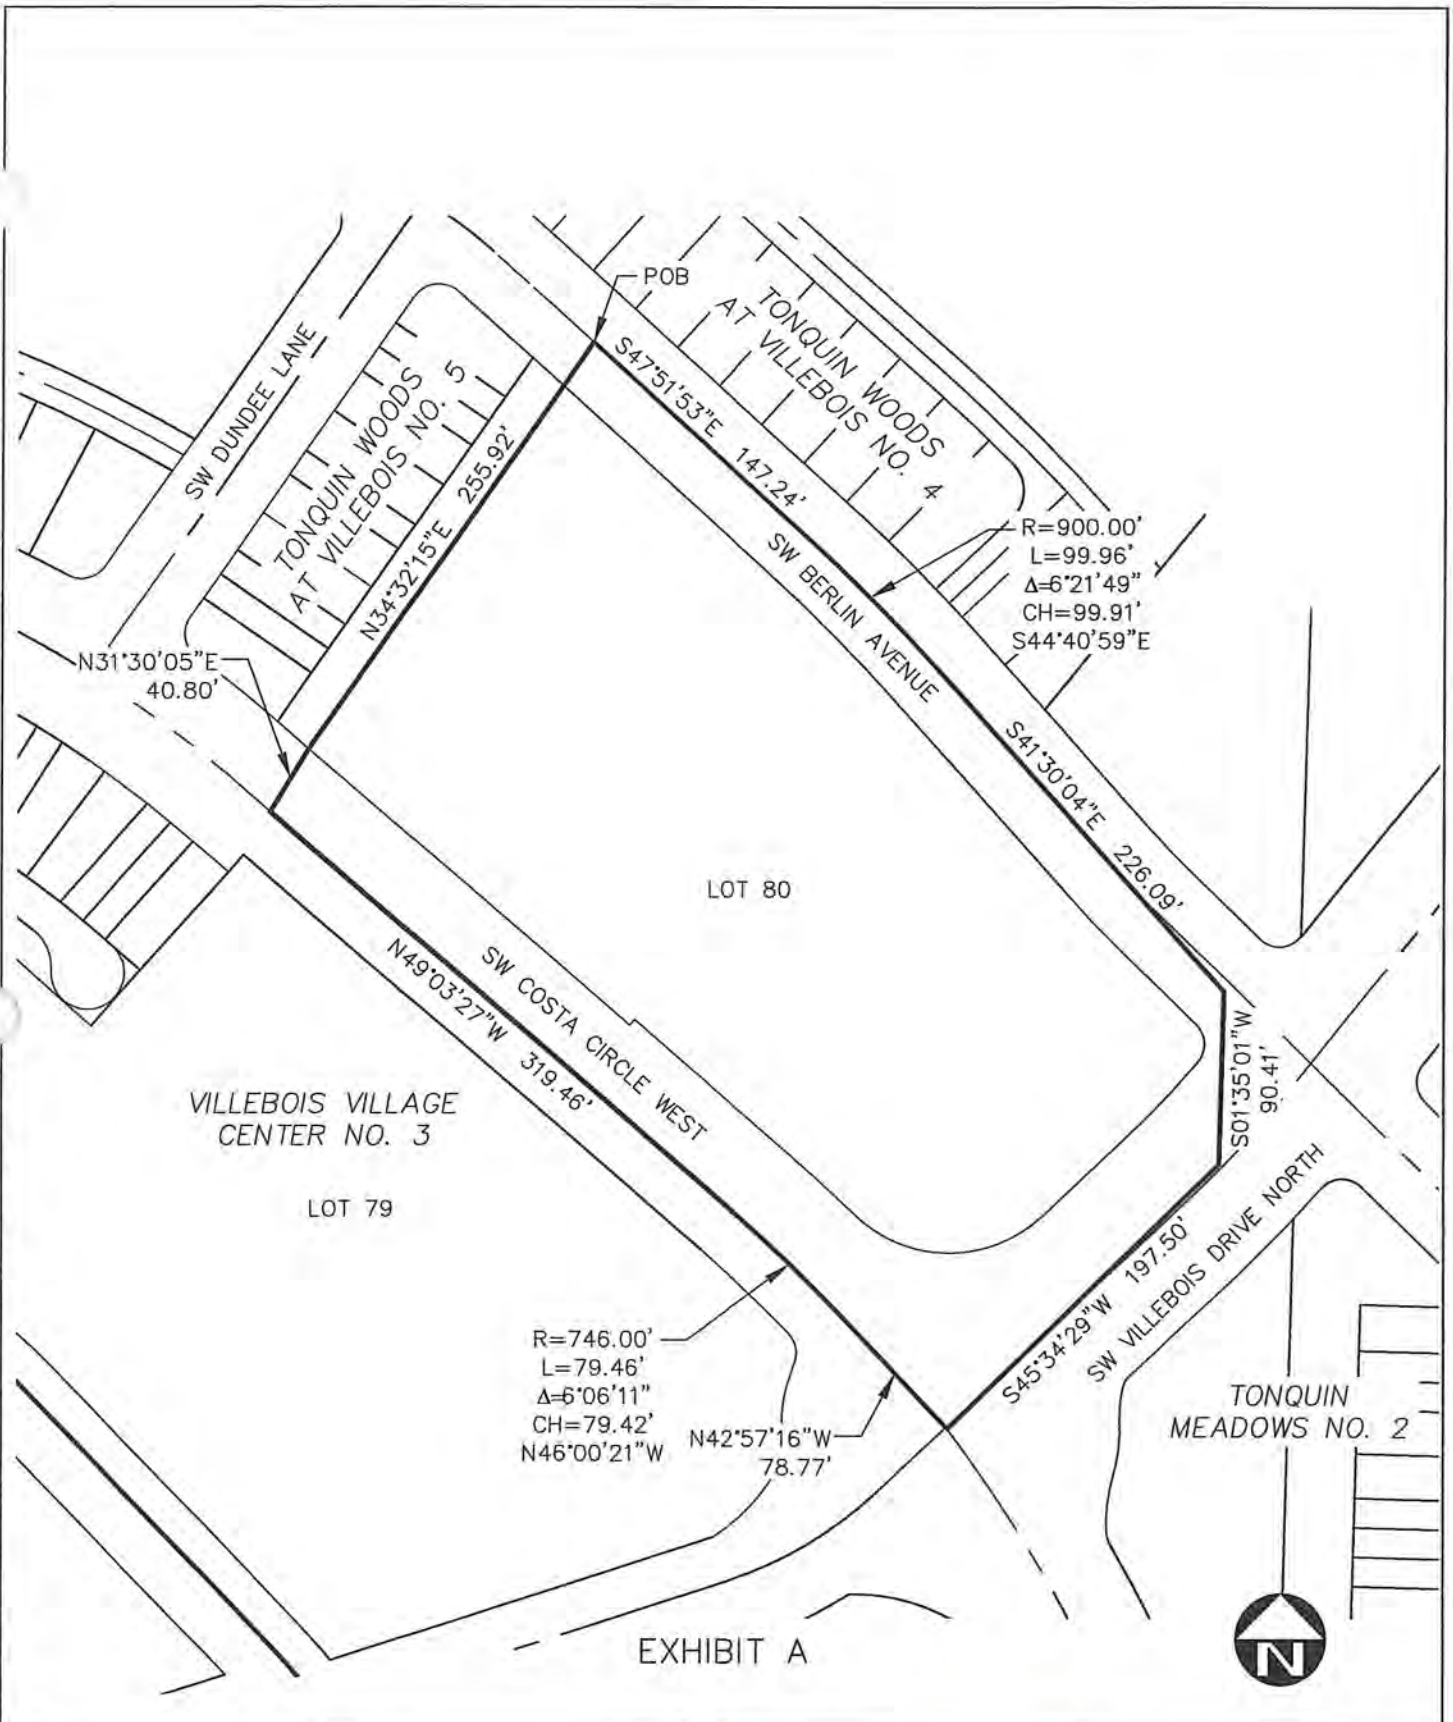 POB
TONQUIN WOODS
AT VILLEBOIS NO. 4
S47°51'53"E 147.24'
SW DUNDEE LANE
TONQUIN WOODS
AT VILLEBOIS NO. 5
N34°32'15"E 255.92'
R=900.00'
L=99.96'
Δ=6°21'49"
CH=99.91'
S44°40'59"E
SW BERLIN AVENUE
N31°30'05"E
40.80'
S41°30'04"E 226.09'
LOT 80
SW COSTA CIRCLE WEST
N49°03'27"W 319.46'
S01°35'01"W
90.41'
VILLEBOIS VILLAGE
CENTER NO. 3
LOT 79
S45°34'29"W 197.50'
SW VILLEBOIS DRIVE NORTH
R=746.00'
L=79.46'
Δ=6°06'11"
CH=79.42'
N46°00'21"W
N42°57'16"W
78.77'
TONQUIN
MEADOWS NO. 2
EXHIBIT A
N